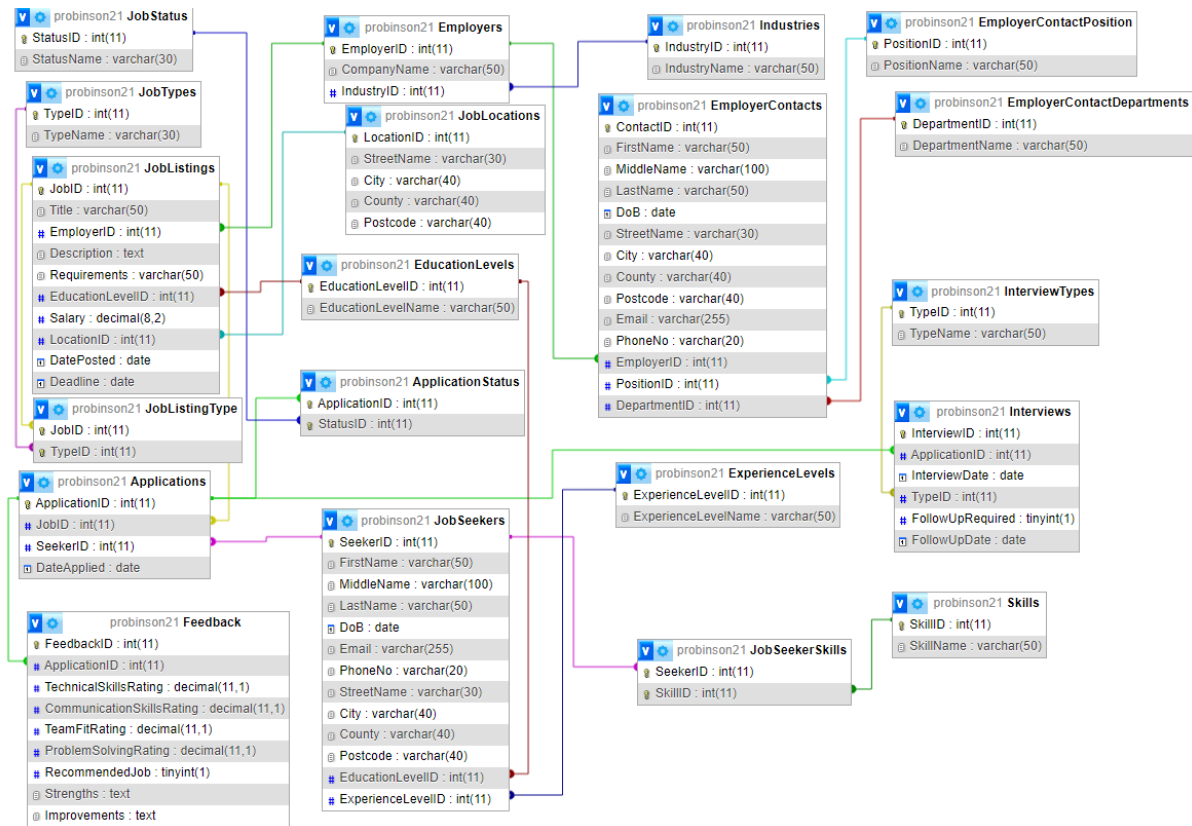 probinson21 JobStatus
StatusID : int(11)
StatusName : varchar(30)
probinson21 JobTypes
TypeID : int(11)
TypeName : varchar(30)
probinson21 JobListings
JobID : int(11)
Title : varchar(50)
EmployerID : int(11)
Description : text
Requirements : varchar(50)
EducationLevelID : int(11)
Salary : decimal(8,2)
LocationID : int(11)
DatePosted : date
Deadline : date
probinson21 JobListingType
JobID : int(11)
TypeID : int(11)
probinson21 Applications
ApplicationID : int(11)
JobID : int(11)
SeekerID : int(11)
DateApplied : date
probinson21 Feedback
FeedbackID : int(11)
ApplicationID : int(11)
TechnicalSkillsRating : decimal(11,1)
CommunicationSkillsRating : decimal(11,1)
TeamFitRating : decimal(11,1)
ProblemSolvingRating : decimal(11,1)
RecommendedJob : tinyint(1)
Strengths : text
Improvements : text
probinson21 Employers
EmployerID : int(11)
CompanyName : varchar(50)
IndustryID : int(11)
probinson21 JobLocations
LocationID : int(11)
StreetName : varchar(30)
City : varchar(40)
County : varchar(40)
Postcode : varchar(40)
probinson21 EducationLevels
EducationLevelID : int(11)
EducationLevelName : varchar(50)
probinson21 ApplicationStatus
ApplicationID : int(11)
StatusID : int(11)
probinson21 JobSeekers
SeekerID : int(11)
FirstName : varchar(50)
MiddleName : varchar(100)
LastName : varchar(50)
DoB : date
Email : varchar(255)
PhoneNo : varchar(20)
StreetName : varchar(30)
City : varchar(40)
County : varchar(40)
Postcode : varchar(40)
EducationLevelID : int(11)
ExperienceLevelID : int(11)
probinson21 Industries
IndustryID : int(11)
IndustryName : varchar(50)
probinson21 EmployerContacts
ContactID : int(11)
FirstName : varchar(50)
MiddleName : varchar(100)
LastName : varchar(50)
DoB : date
StreetName : varchar(30)
City : varchar(40)
County : varchar(40)
Postcode : varchar(40)
Email : varchar(255)
PhoneNo : varchar(20)
EmployerID : int(11)
PositionID : int(11)
DepartmentID : int(11)
probinson21 ExperienceLevels
ExperienceLevelID : int(11)
ExperienceLevelName : varchar(50)
probinson21 JobSeekerSkills
SeekerID : int(11)
SkillID : int(11)
probinson21 EmployerContactPosition
PositionID : int(11)
PositionName : varchar(50)
probinson21 EmployerContactDepartments
DepartmentID : int(11)
DepartmentName : varchar(50)
probinson21 InterviewTypes
TypeID : int(11)
TypeName : varchar(50)
probinson21 Interviews
InterviewID : int(11)
ApplicationID : int(11)
InterviewDate : date
TypeID : int(11)
FollowUpRequired : tinyint(1)
FollowUpDate : date
probinson21 Skills
SkillID : int(11)
SkillName : varchar(50)